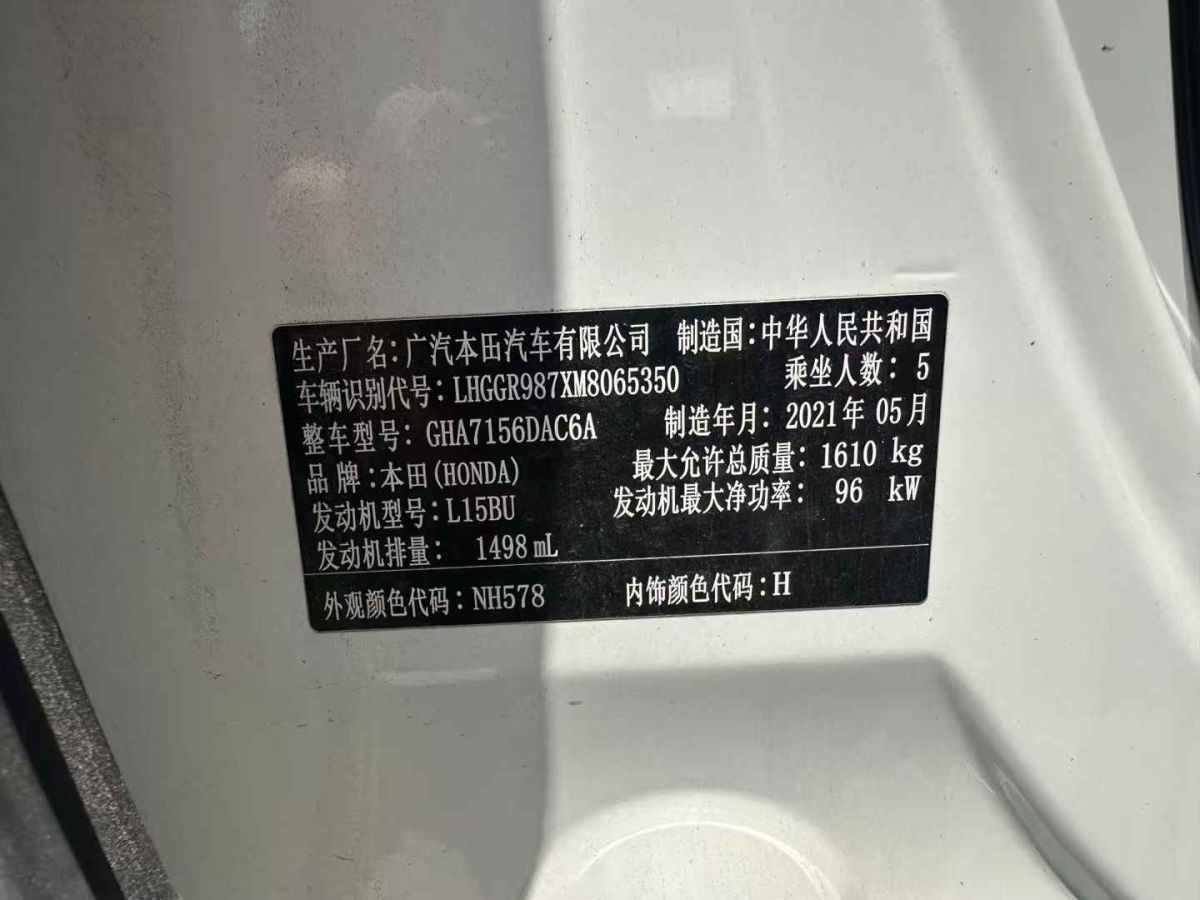 生产厂名：广汽本田汽车有限公司 制造国：中华人民共和国
车辆识别代号：LHGGR987XM8065350 乘坐人数：5
整车型号：GHA7156DAC6A 制造年月：2021年05月
品牌：本田(HONDA) 最大允许总质量：1610 kg
发动机型号：L15BU 发动机最大净功率：96 kW
发动机排量：1498 mL
外观颜色代码：NH578 内饰颜色代码：H